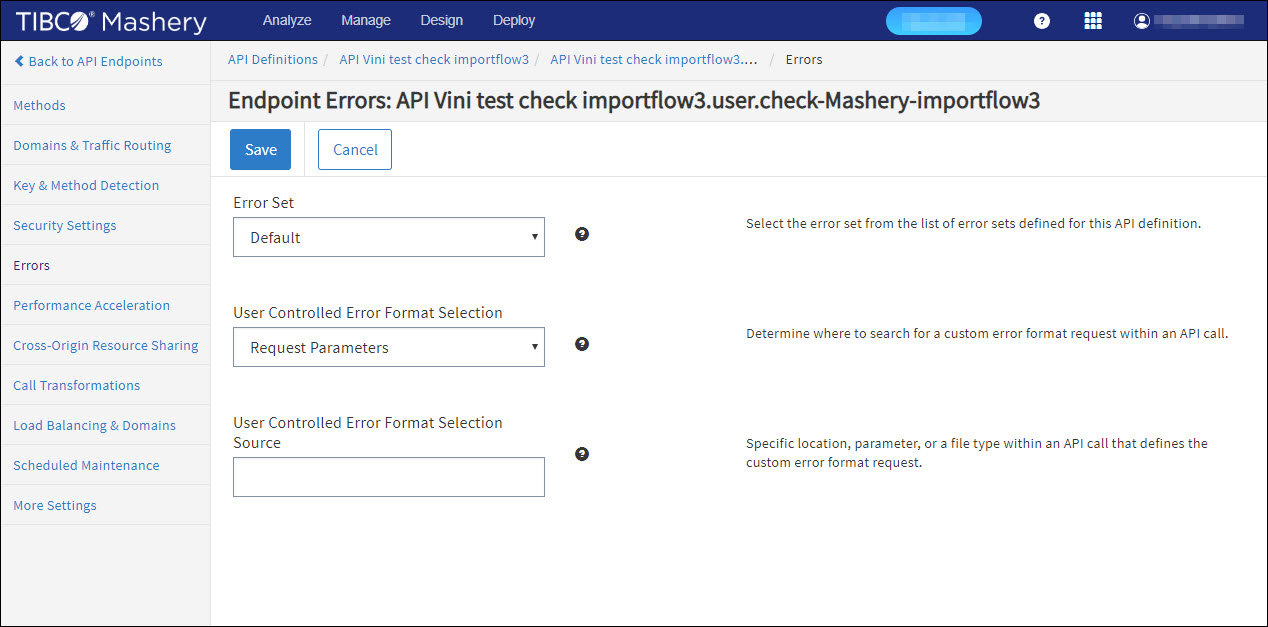 TIBCO® Mashery Analyze Manage Design Deploy
Back to API Endpoints
Methods
Domains & Traffic Routing
Key & Method Detection
Security Settings
Errors
Performance Acceleration
Cross-Origin Resource Sharing
Call Transformations
Load Balancing & Domains
Scheduled Maintenance
More Settings
API Definitions / API Vini test check importflow3 / API Vini test check importflow3.... / Errors
Endpoint Errors: API Vini test check importflow3.user.check-Mashery-importflow3
Save Cancel
Error Set
Default
Select the error set from the list of error sets defined for this API definition.
User Controlled Error Format Selection
Request Parameters
Determine where to search for a custom error format request within an API call.
User Controlled Error Format Selection
Source
Specific location, parameter, or a file type within an API call that defines the
custom error format request.